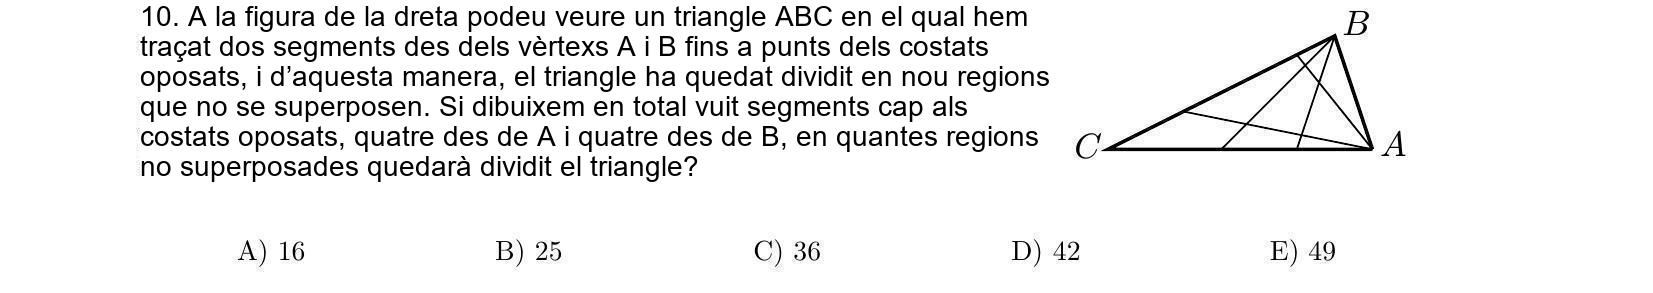 10. A la figura de la dreta podeu veure un triangle ABC en el qual hem
traçat dos segments des dels vèrtexs A i B fins a punts dels costats
oposats, i d'aquesta manera, el triangle ha quedat dividit en nou regions
que no se superposen. Si dibuixem en total vuit segments cap als
costats oposats, quatre des de A i quatre des de B, en quantes regions
no superposades quedarà dividit el triangle?
B
C
A
A) 16 B) 25 C) 36 D) 42 E) 49